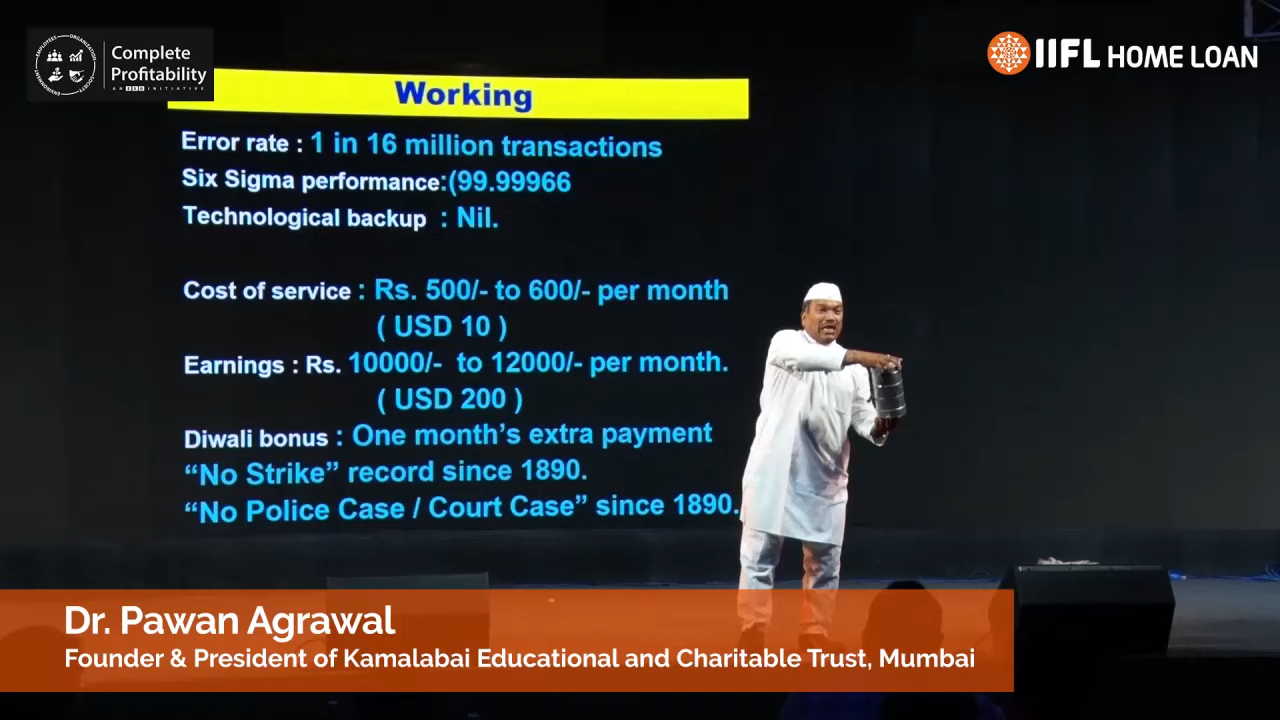 Complete
Profitability
AN ESG INITIATIVE
IIFL HOME LOAN
Working
Error rate : 1 in 16 million transactions
Six Sigma performance:(99.99966
Technological backup : Nil.
Cost of service : Rs. 500/- to 600/- per month
( USD 10 )
Earnings : Rs. 10000/- to 12000/- per month.
( USD 200 )
Diwali bonus : One month's extra payment
“No Strike” record since 1890.
“No Police Case / Court Case” since 1890.
Dr. Pawan Agrawal
Founder & President of Kamalabai Educational and Charitable Trust, Mumbai